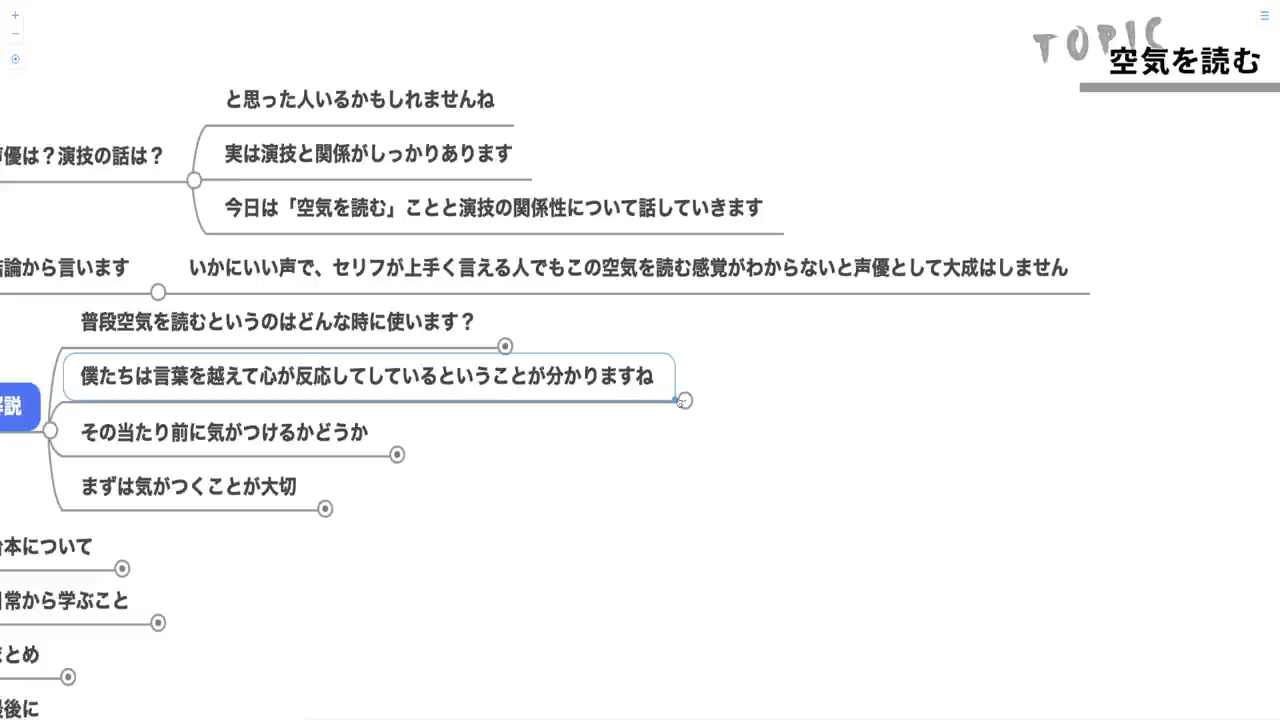 TOPIC
空気を読む
と思った人いるかもしれませんね
優は？演技の話は？
実は演技と関係がしっかりあります
今日は「空気を読む」ことと演技の関係性について話していきます
論から言います
いかにいい声で、セリフが上手く言える人でもこの空気を読む感覚がわからないと声優として大成はしません
普段空気を読むというのはどんな時に使います？
僕たちは言葉を越えて心が反応してしているということが分かりますね
解説
その当たり前に気がつけるかどうか
まずは気がつくことが大切
本について
常から学ぶこと
まとめ
最後に